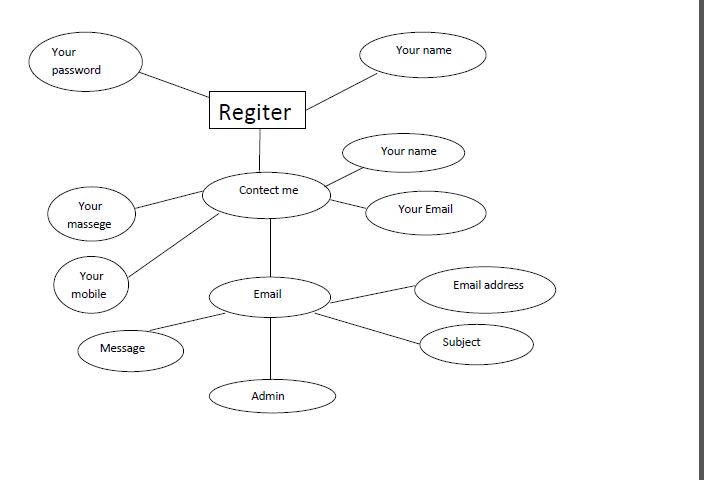 Your
password
Your name
Regiter
Your name
Contect me
Your
massege
Your Email
Your
mobile
Email
Email address
Message
Subject
Admin